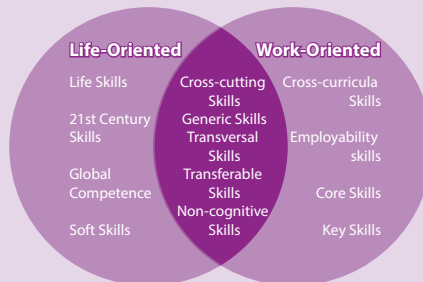 Life-Oriented
Work-Oriented
Life Skills
21st Century
Skills
Global
Competence
Soft Skills
Cross-cutting
Skills
Generic Skills
Transversal
Skills
Transferable
Skills
Non-cognitive
Skills
Cross-curricula
Skills
Employability
skills
Core Skills
Key Skills